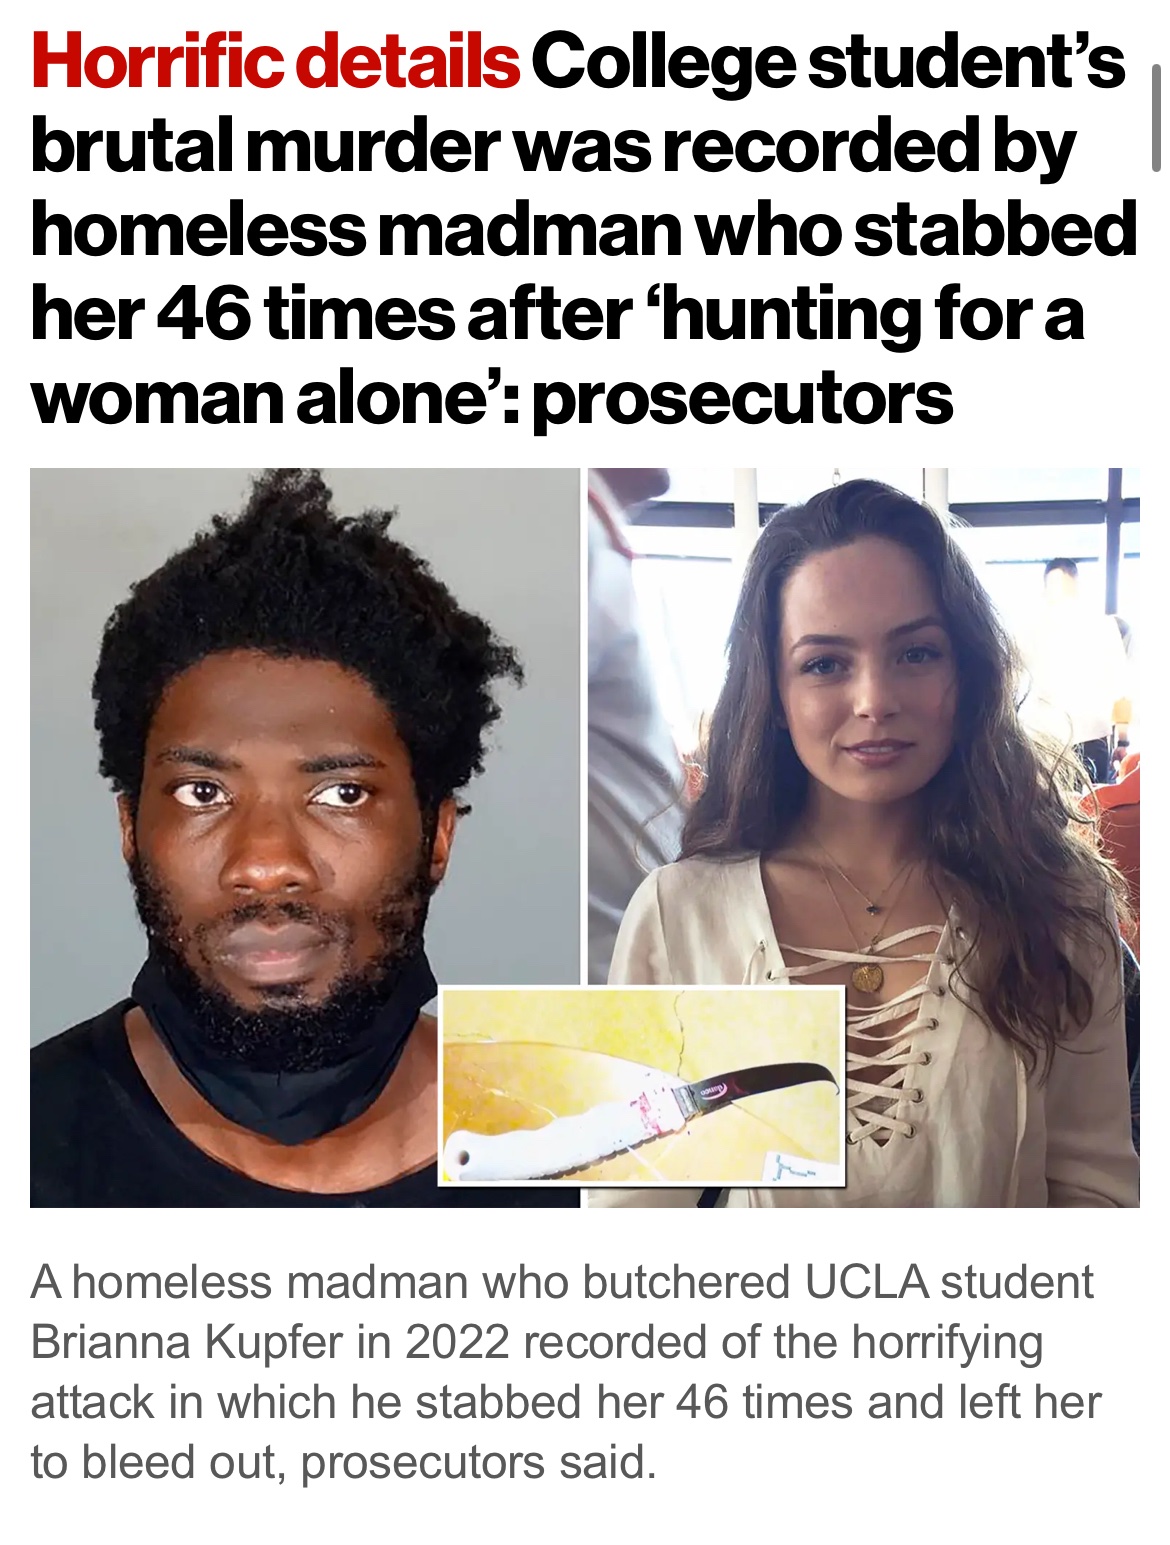 Horrific details College student’s
brutal murder was recorded by
homeless madman who stabbed
her 46 times after ‘hunting for a
woman alone’: prosecutors
A homeless madman who butchered UCLA student
Brianna Kupfer in 2022 recorded of the horrifying
attack in which he stabbed her 46 times and left her
to bleed out, prosecutors said.